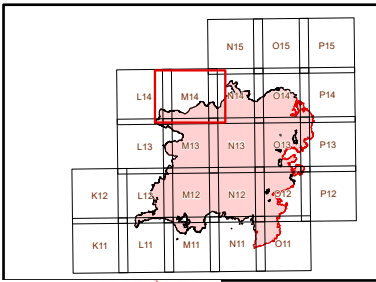 N15 O15 P15
L14 M14 N14 O14 P14
L13 M13 N13 O13 P13
K12 L12 M12 N12 O12 P12
K11 L11 M11 N11 O11